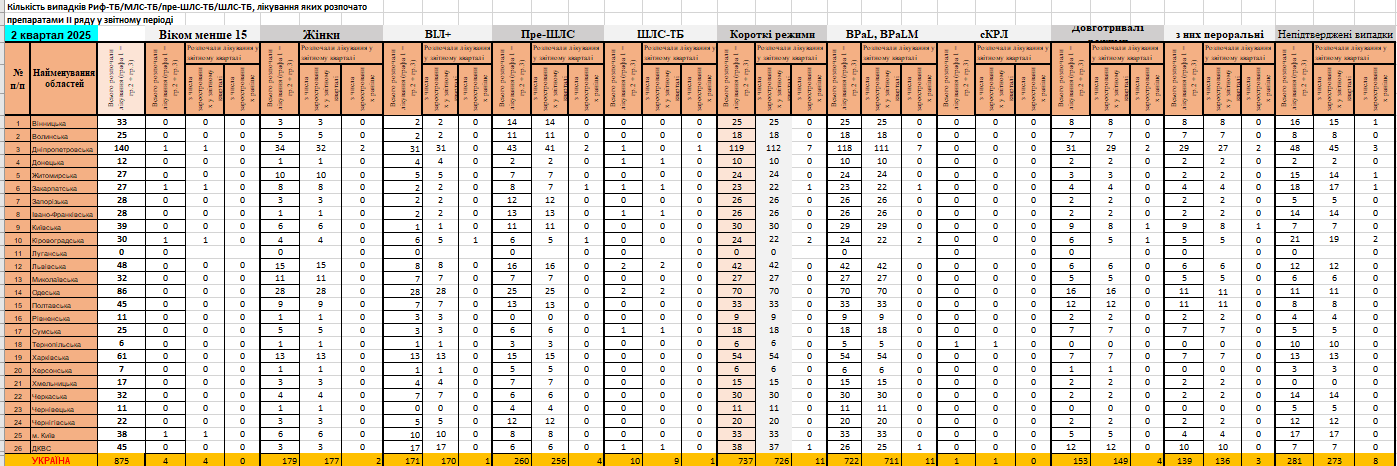 Кількість випадків Риф-ТБ/МЛС-ТБ/пре-ШЛС-ТБ/ШЛС-ТБ, лікування яких розпочато
препаратами ІІ ряду у звітному періоді
2 квартал 2025 Віком менше 15 Жінки ВІЛ+ Пре-ШЛС ШЛС-ТБ Короткі режими BPaL, BPaLM еКРЛ Довготривалі з них пероральні Непідтверджені випадки
№ п/п Найменування областей Всього розпочали лікування (графа 1 = гр.2 + гр.3) Розпочали лікування у звітному кварталі
1 Вінницька 33 0 0 0 3 3 0 2 2 0 14 14 0 0 0 0 25 25 0 25 25 0 0 0 0 8 8 0 8 8 0 16 15 1
2 Волинська 25 0 0 0 5 5 0 2 2 0 11 11 0 0 0 0 18 18 0 18 18 0 0 0 0 7 7 0 7 7 0 8 8 0
3 Дніпропетровська 140 1 1 0 34 32 2 31 31 0 43 41 2 1 0 1 119 112 7 118 111 7 0 0 0 31 29 2 29 27 2 48 45 3
4 Донецька 12 0 0 0 1 1 0 4 4 0 2 2 0 1 1 0 10 10 0 10 10 0 0 0 0 2 2 0 2 2 0 2 2 0
5 Житомирська 27 0 0 0 10 10 0 5 5 0 7 7 0 0 0 0 24 24 0 24 24 0 0 0 0 3 3 0 2 2 0 15 14 1
6 Закарпатська 27 1 1 0 8 8 0 2 2 0 8 7 1 1 1 0 23 22 1 23 22 1 0 0 0 4 4 0 4 4 0 18 17 1
7 Запорізька 28 0 0 0 3 3 0 2 2 0 12 12 0 0 0 0 26 26 0 26 26 0 0 0 0 2 2 0 2 2 0 5 5 0
8 Івано-Франківська 28 0 0 0 1 1 0 2 2 0 13 13 0 1 1 0 26 26 0 26 26 0 0 0 0 2 2 0 2 2 0 14 14 0
9 Київська 39 0 0 0 6 6 0 1 1 0 11 11 0 0 0 0 30 30 0 29 29 0 0 0 0 9 8 1 9 8 1 7 7 0
10 Кіровоградська 30 1 1 0 4 4 0 6 5 1 6 5 1 0 0 0 24 22 2 24 22 2 0 0 0 6 5 1 5 5 0 21 19 2
11 Луганська 0 0 0 0 0 0 0 0 0 0 0 0 0 0 0
12 Львівська 48 0 0 0 15 15 0 8 8 0 16 16 0 2 2 0 42 42 0 42 42 0 0 0 0 6 6 0 6 6 0 12 12 0
13 Миколаївська 32 0 0 0 11 11 0 7 7 0 7 7 0 0 0 0 27 27 0 27 27 0 0 0 0 5 5 0 5 5 0 6 6 0
14 Одеська 86 0 0 0 28 28 0 28 28 0 25 25 0 2 2 0 70 70 0 70 70 0 0 0 0 16 16 0 11 11 0 11 11 0
15 Полтавська 45 0 0 0 9 9 0 7 7 0 13 13 0 0 0 0 33 33 0 33 33 0 0 0 0 12 12 0 11 11 0 8 8 0
16 Рівненська 11 0 0 0 1 1 0 3 3 0 0 0 0 0 0 0 9 9 0 9 9 0 0 0 0 2 2 0 2 2 0 4 4 0
17 Сумська 25 0 0 0 5 5 0 3 3 0 6 6 0 1 1 0 18 18 0 18 18 0 0 0 0 7 7 0 7 7 0 5 5 0
18 Тернопільська 6 0 0 0 1 1 0 1 1 0 3 3 0 0 0 0 6 6 0 5 5 0 1 1 0 0 0 0 0 0 0 10 10 0
19 Харківська 61 0 0 0 13 13 0 13 13 0 15 15 0 0 0 0 54 54 0 54 54 0 0 0 0 7 7 0 7 7 0 13 13 0
20 Херсонська 7 0 0 0 1 1 0 1 1 0 5 5 0 0 0 0 6 6 0 6 6 0 0 0 0 1 1 0 1 1 0 3 3 0
21 Хмельницька 17 0 0 0 3 3 0 4 4 0 7 7 0 0 0 0 15 15 0 15 15 0 0 0 0 2 2 0 2 2 0 0 0 0
22 Черкаська 32 0 0 0 4 4 0 7 7 0 6 6 0 0 0 0 30 30 0 30 30 0 0 0 0 2 2 0 2 2 0 14 14 0
23 Чернівецька 11 0 0 0 1 1 0 0 0 0 4 4 0 0 0 0 11 11 0 11 11 0 0 0 0 0 0 0 0 0 0 5 5 0
24 Чернігівська 22 0 0 0 3 3 0 5 5 0 12 12 0 0 0 0 20 20 0 20 20 0 0 0 0 2 2 0 2 2 0 12 12 0
25 м. Київ 38 1 1 0 6 6 0 10 10 0 8 8 0 0 0 0 33 33 0 33 33 0 0 0 0 5 5 0 4 4 0 17 17 0
26 ДКВС 45 0 0 0 3 3 0 17 17 0 6 6 0 1 1 0 38 37 1 26 25 1 0 0 0 12 12 0 10 10 0 7 7 0
УКРАЇНА 875 4 4 0 179 177 2 171 170 1 260 256 4 10 9 1 737 726 11 722 711 11 1 1 0 153 149 4 139 136 3 281 273 8